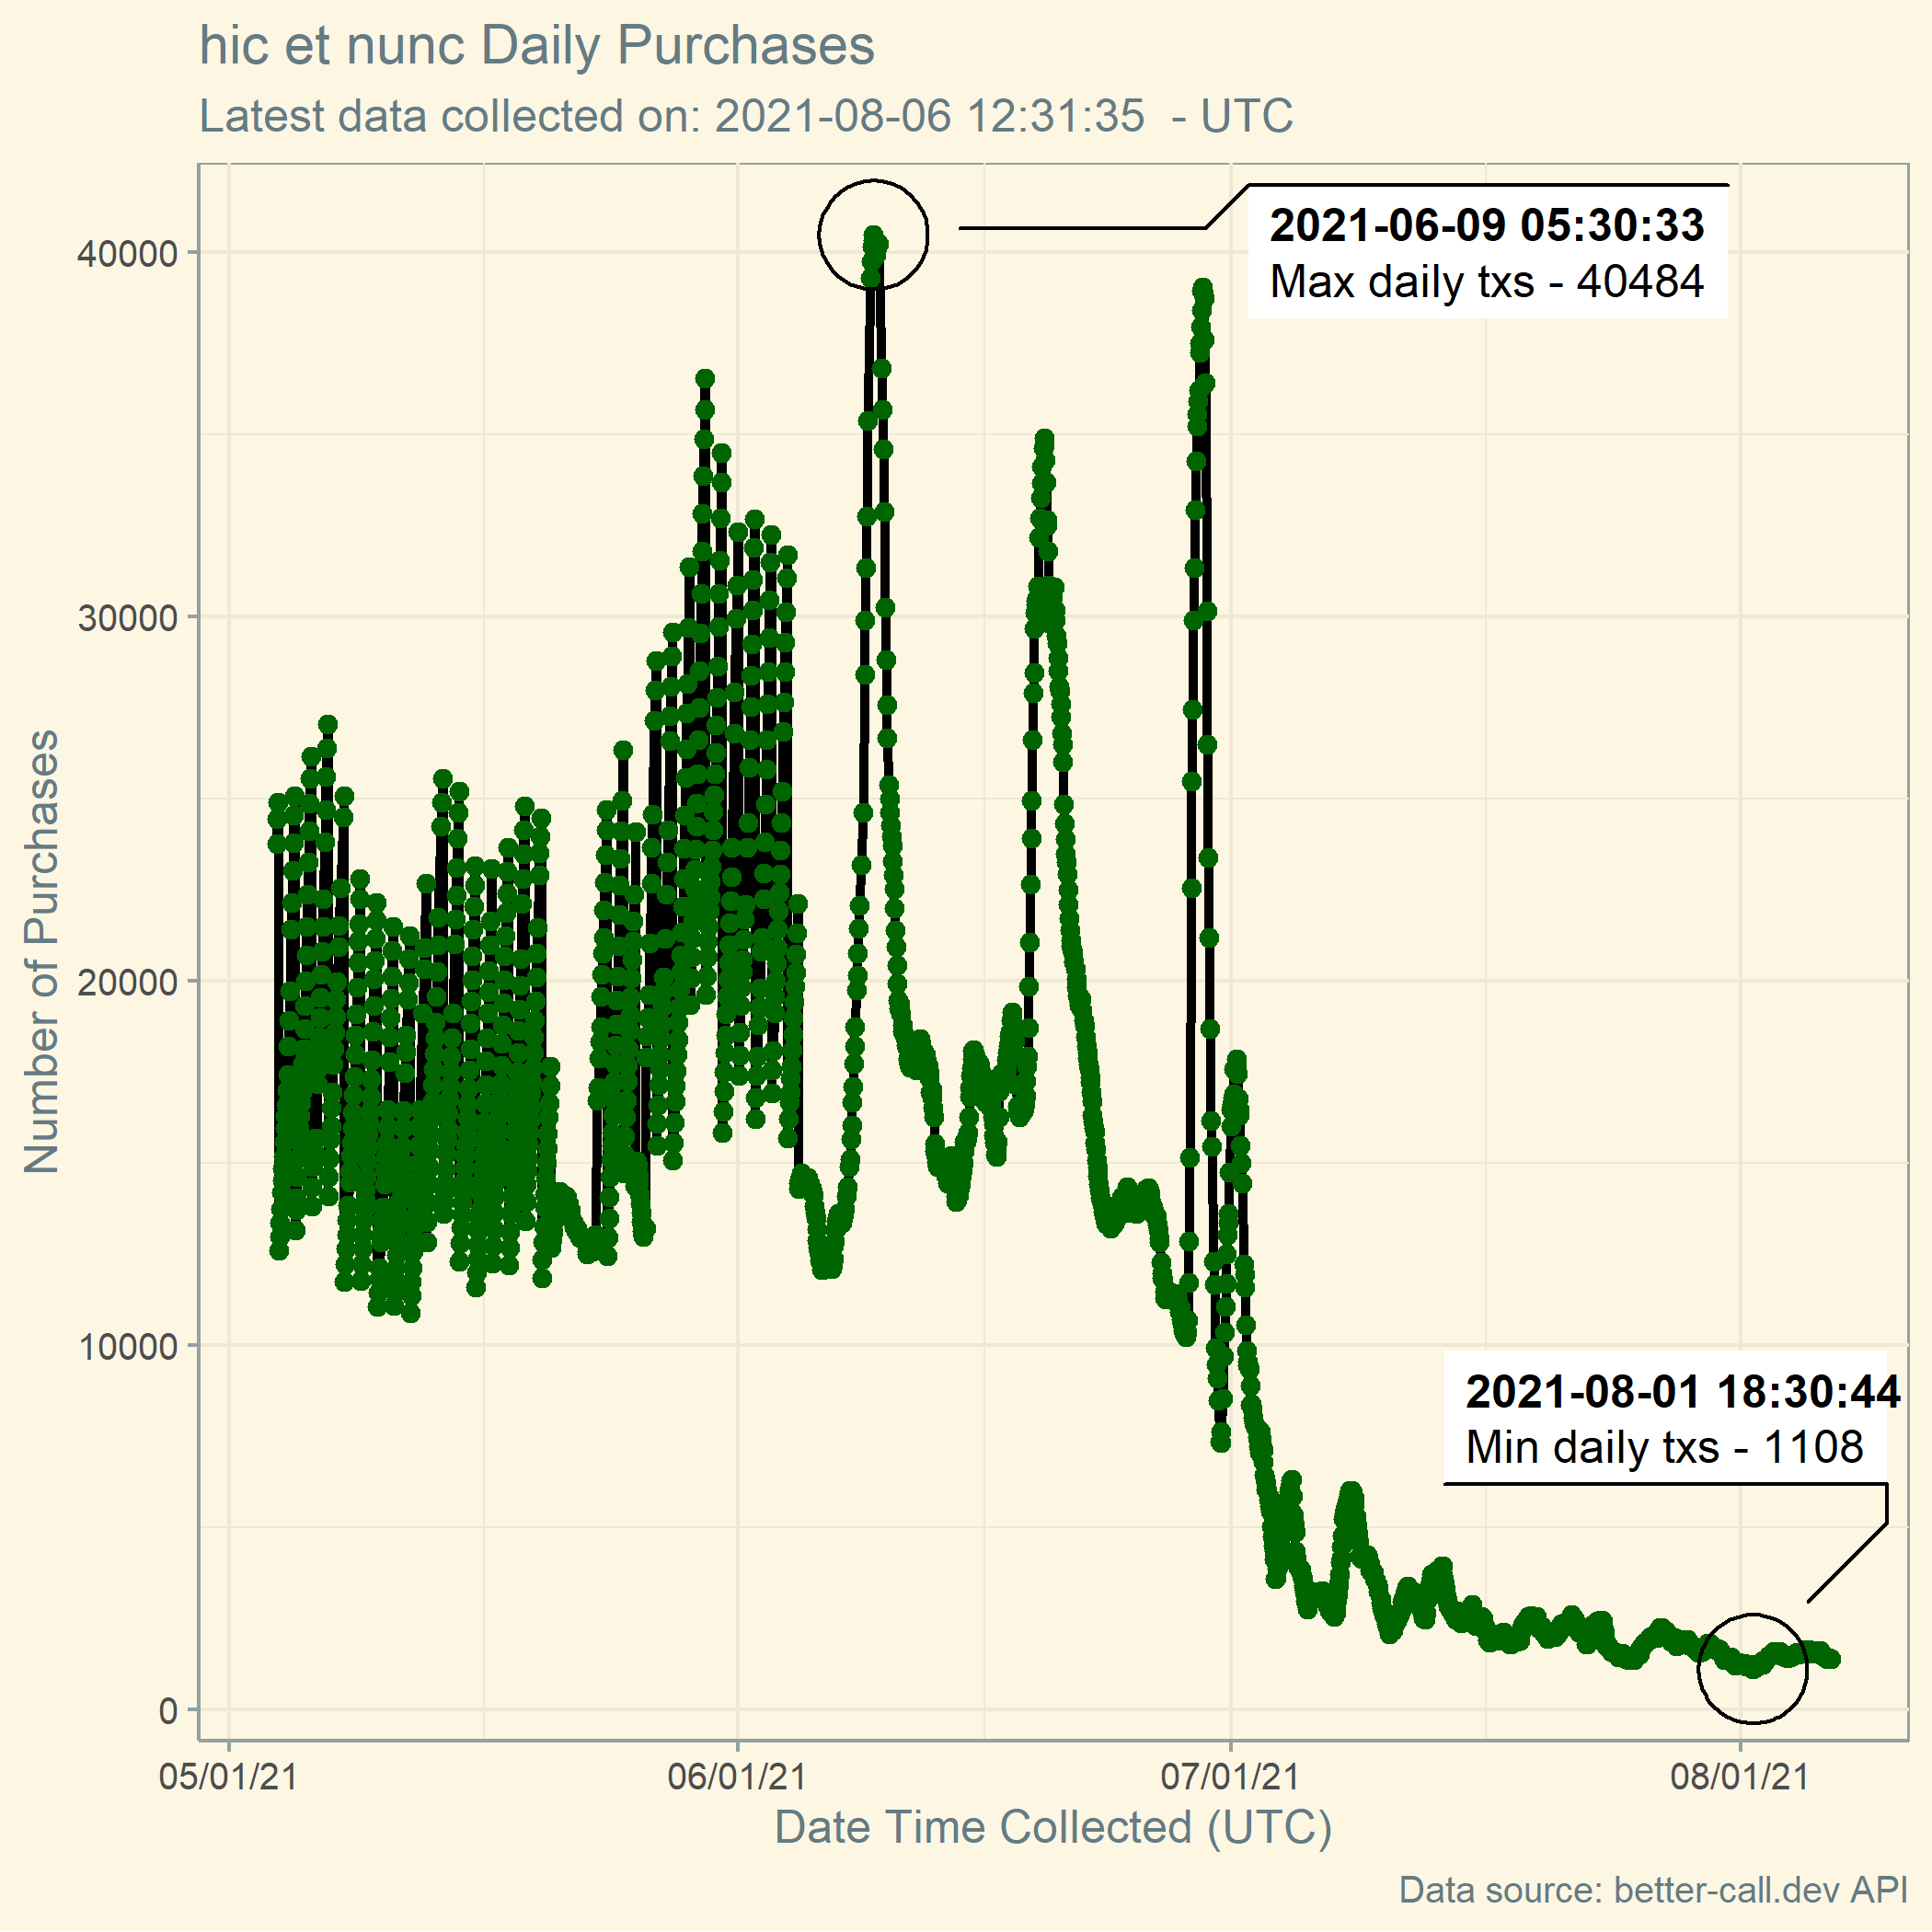 hic et nunc Daily Purchases
Latest data collected on: 2021-08-06 12:31:35  - UTC
2021-06-09 05:30:33
Max daily txs - 40484
40000
30000
20000
10000
0
Number of Purchases
2021-08-01 18:30:44
Min daily txs - 1108
05/01/21
06/01/21
07/01/21
08/01/21
Date Time Collected (UTC)
Data source: better-call.dev API